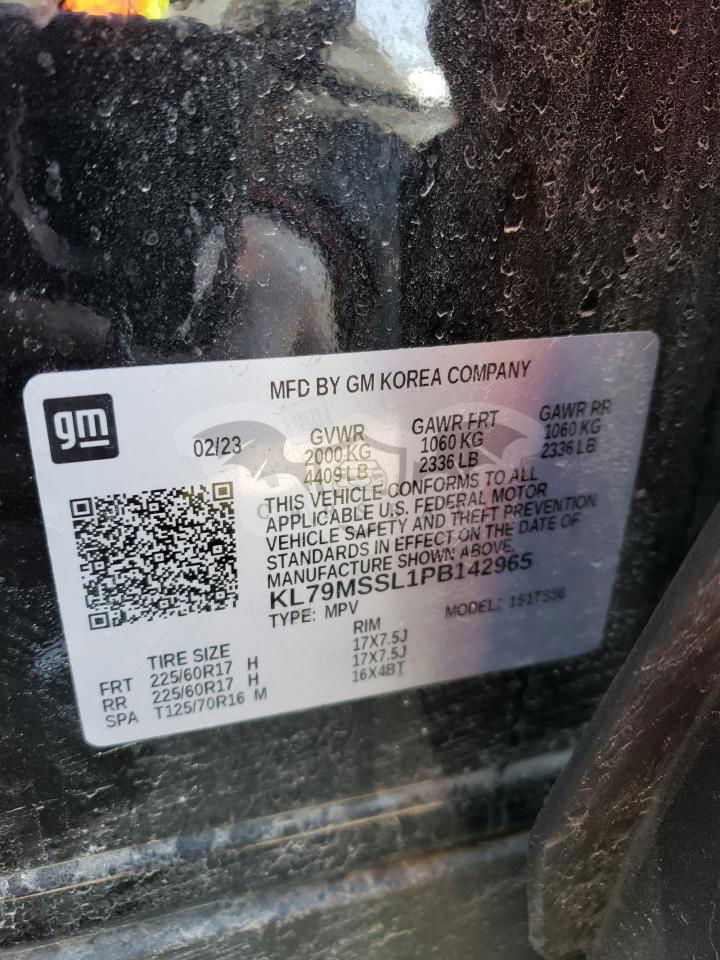 MFD BY GM KOREA COMPANY
gm
02/23
GVWR
2000 KG
4409 LB
GAWR FRT
1060 KG
2336 LB
GAWR RR
1060 KG
2336 LB
THIS VEHICLE CONFORMS TO ALL
APPLICABLE U.S. FEDERAL MOTOR
VEHICLE SAFETY AND THEFT PREVENTION
STANDARDS IN EFFECT ON THE DATE OF
MANUFACTURE SHOWN ABOVE.
KL79MSSL1PB142965
TYPE: MPV
MODEL: 1S1TS56
TIRE SIZE
RIM
FRT 225/60R17 H 17X7.5J
RR 225/60R17 H 17X7.5J
SPA T125/70R16 M 16X4BT